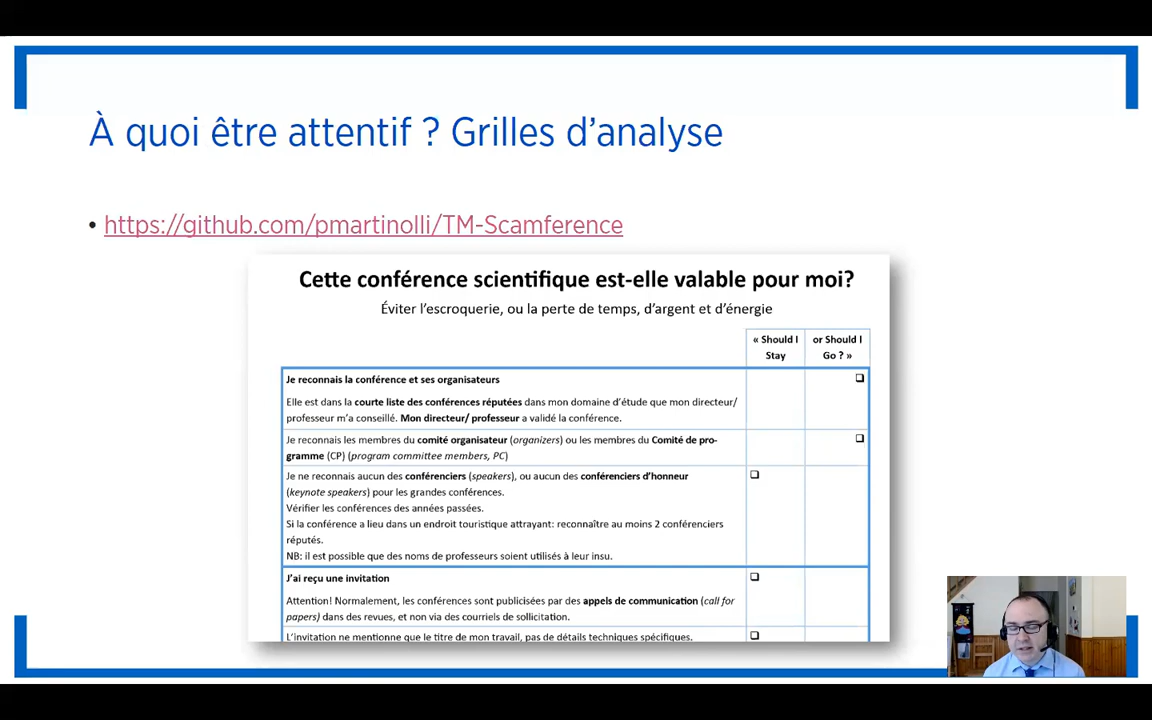 À quoi être attentif ? Grilles d’analyse
• https://github.com/pmartinolli/TM-Scamference
Cette conférence scientifique est-elle valable pour moi?
Éviter l’escroquerie, ou la perte de temps, d’argent et d’énergie
« Should I
Stay
or Should I
Go ? »
Je reconnais la conférence et ses organisateurs
Elle est dans la courte liste des conférences réputées dans mon domaine d’étude que mon directeur/
professeur m’a conseillé. Mon directeur/ professeur a validé la conférence.
Je reconnais les membres du comité organisateur (organizers) ou les membres du Comité de pro-
gramme (CP) (program committee members, PC)
Je ne reconnais aucun des conférenciers (speakers), ou aucun des conférenciers d’honneur
(keynote speakers) pour les grandes conférences.
Vérifier les conférences des années passées.
Si la conférence a lieu dans un endroit touristique attrayant: reconnaître au moins 2 conférenciers
réputés.
NB: il est possible que des noms de professeurs soient utilisés à leur insu.
J’ai reçu une invitation
Attention! Normalement, les conférences sont publicisées par des appels de communication (call for
papers) dans des revues, et non via des courriels de sollicitation.
L’invitation ne mentionne que le titre de mon travail, pas de détails techniques spécifiques.